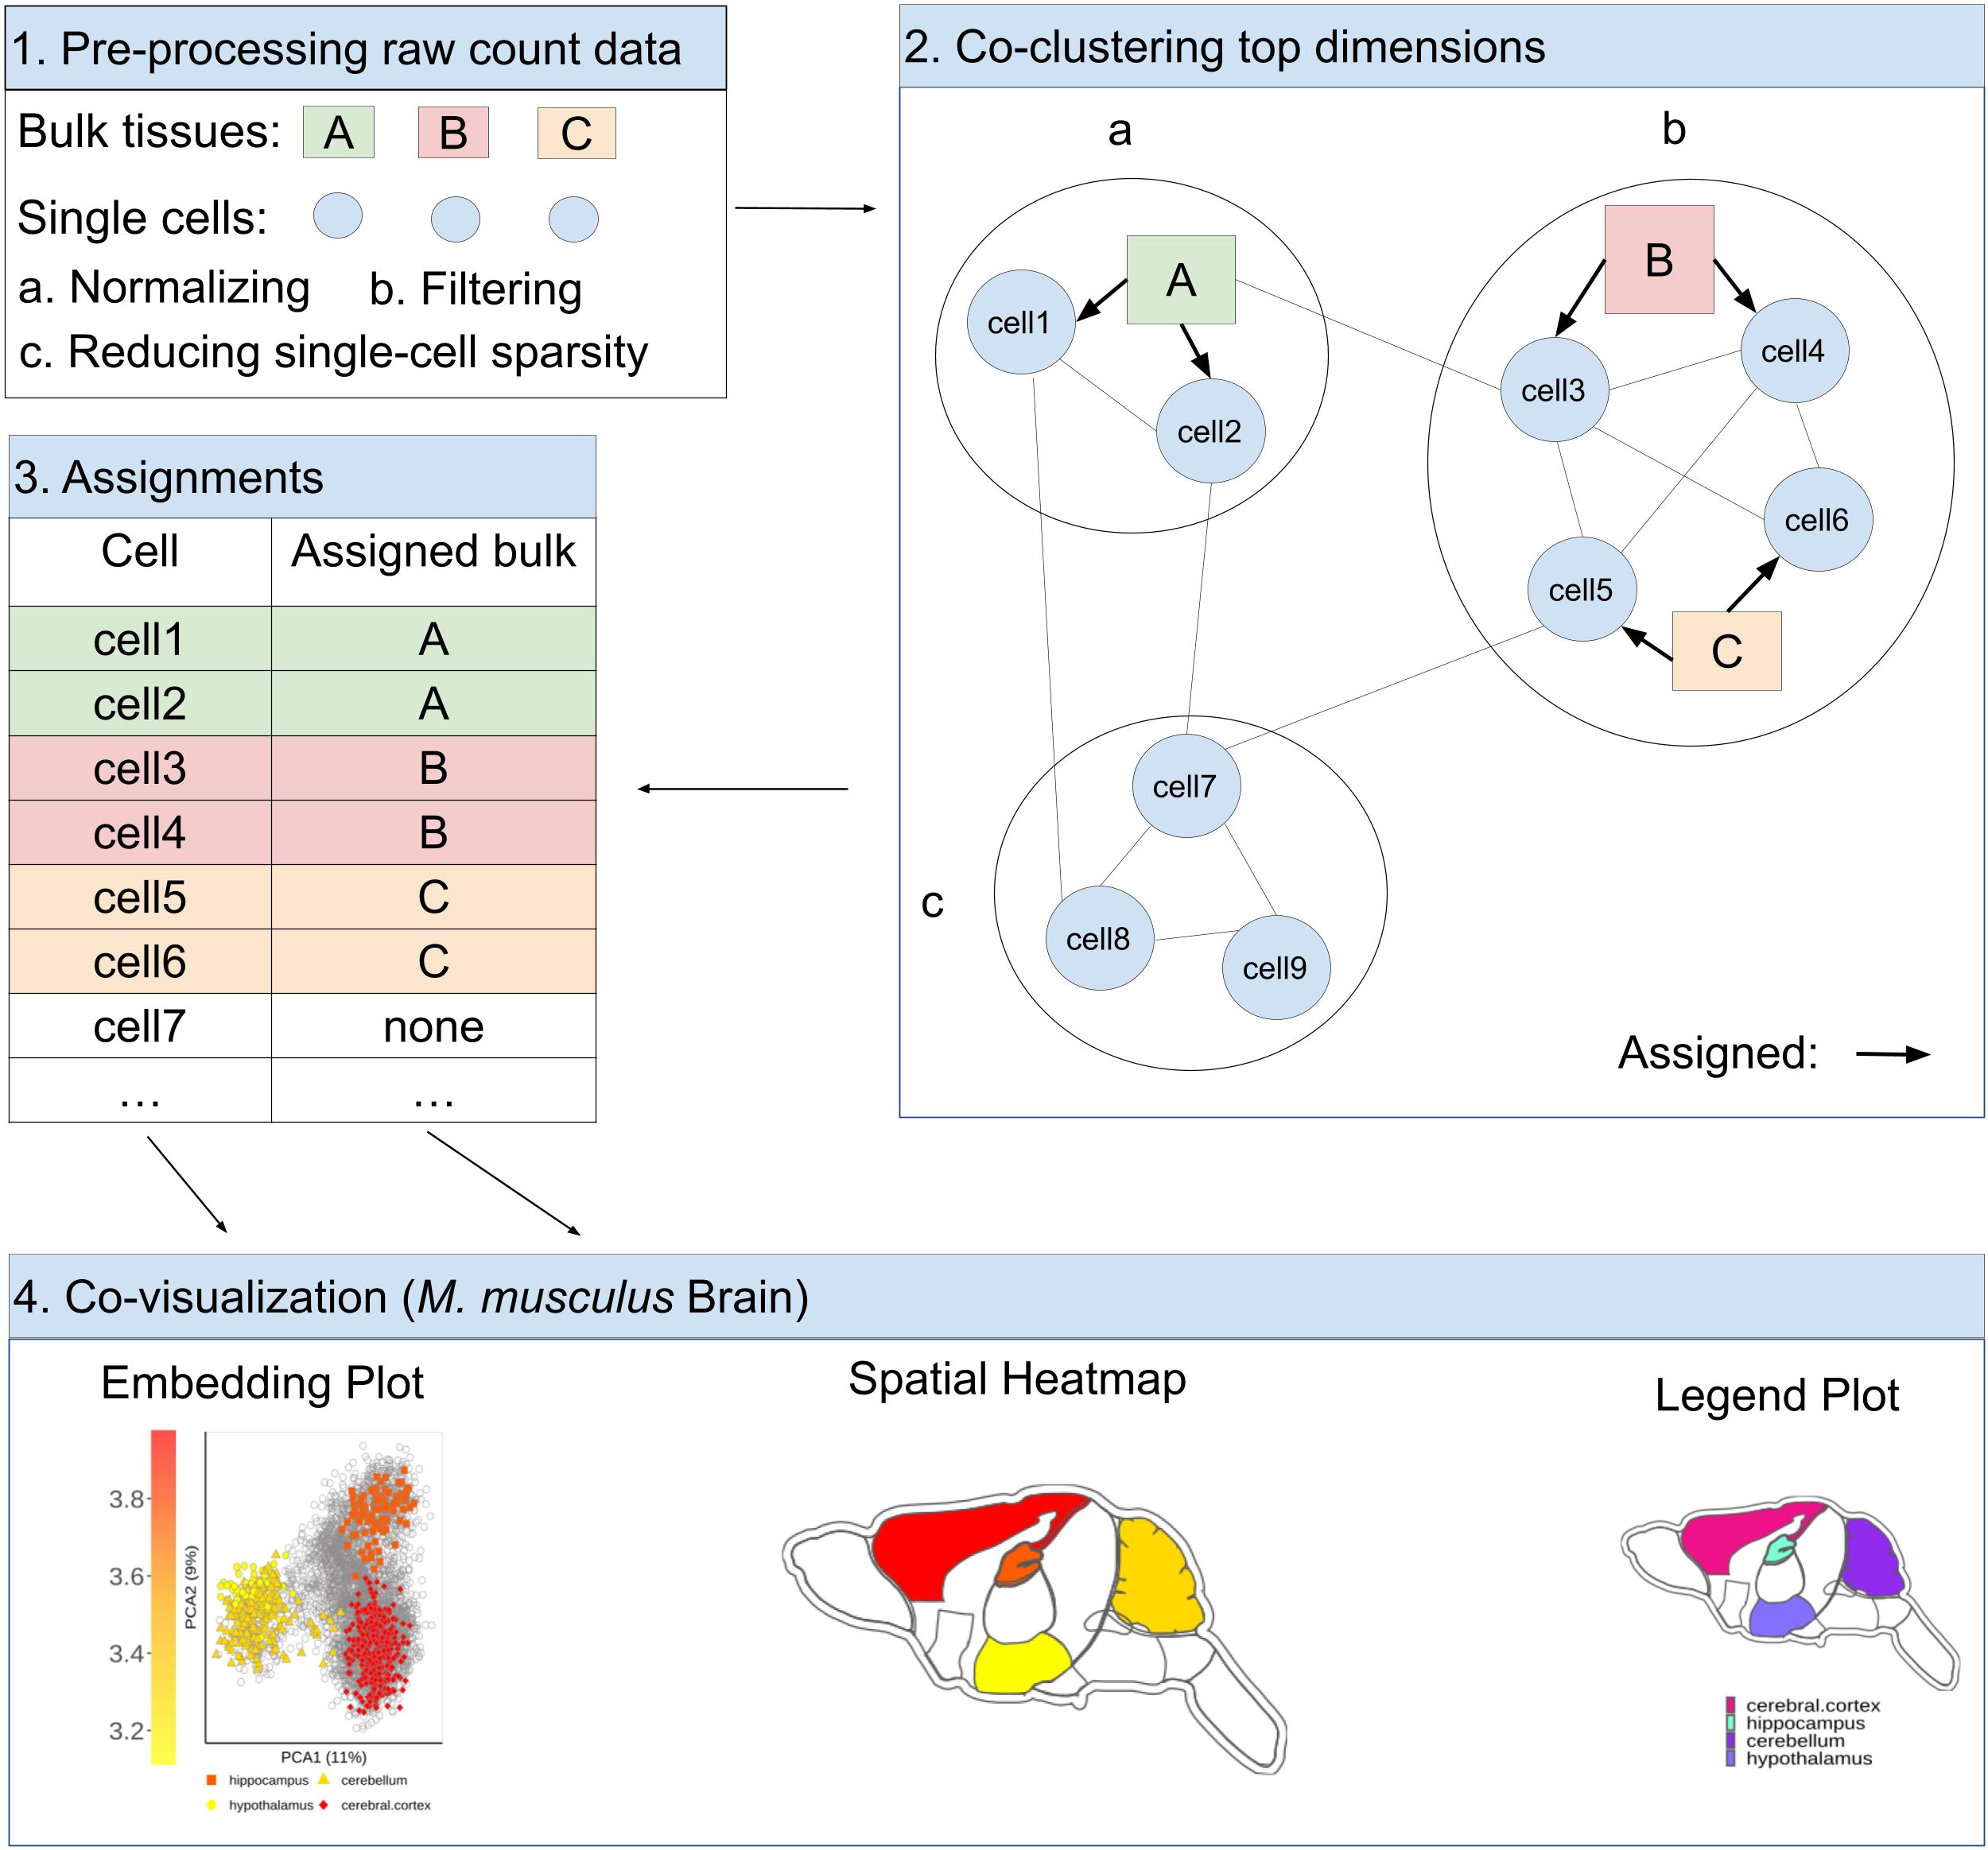 1. Pre-processing raw count data
Bulk tissues: A B C
Single cells:
a. Normalizing b. Filtering
c. Reducing single-cell sparsity
2. Co-clustering top dimensions
a
b
A
B
cell1
cell2
cell3
cell4
cell5
cell6
C
cell7
c
cell8
cell9
Assigned:
3. Assignments
Cell Assigned bulk
cell1 A
cell2 A
cell3 B
cell4 B
cell5 C
cell6 C
cell7 none
... ...
4. Co-visualization (M. musculus Brain)
Embedding Plot
3.8
3.6
3.4
3.2
PCA2 (9%)
PCA1 (11%)
hippocampus cerebellum
hypothalamus cerebral.cortex
Spatial Heatmap
Legend Plot
cerebral.cortex
hippocampus
cerebellum
hypothalamus